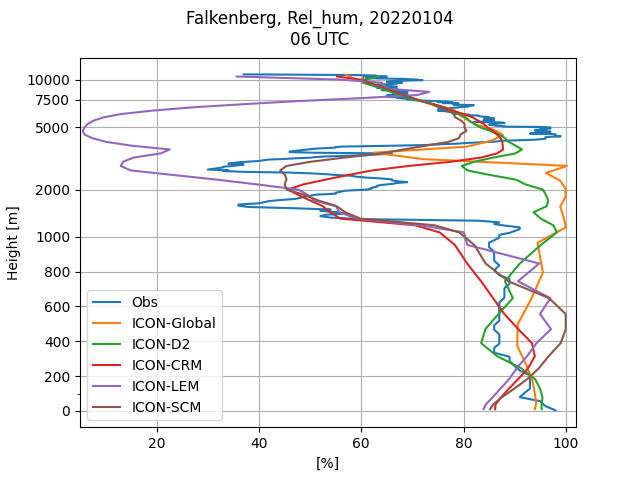 Falkenberg, Rel_hum, 20220104
06 UTC
Height [m]
10000
7500
5000
2000
1000
800
600
400
200
0
Obs
ICON-Global
ICON-D2
ICON-CRM
ICON-LEM
ICON-SCM
20 40 60 80 100
[%]